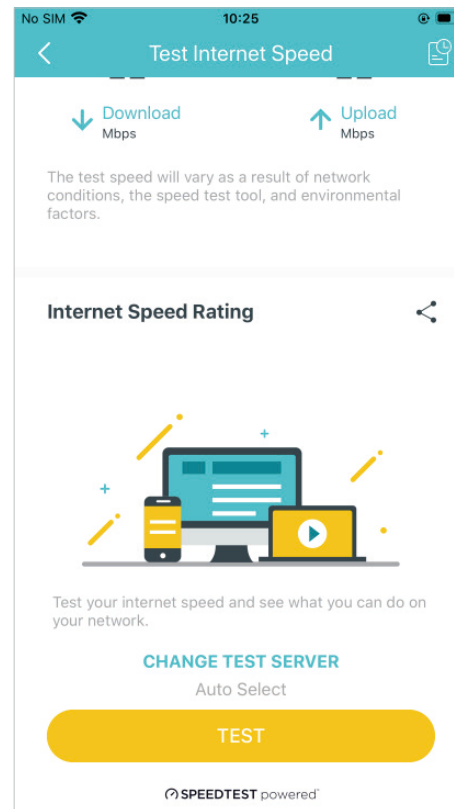 No SIM 10:25
Test Internet Speed
Download Upload
Mbps Mbps
The test speed will vary as a result of network
conditions, the speed test tool, and environmental
factors.
Internet Speed Rating
Test your internet speed and see what you can do on
your network.
CHANGE TEST SERVER
Auto Select
TEST
SPEEDTEST powered